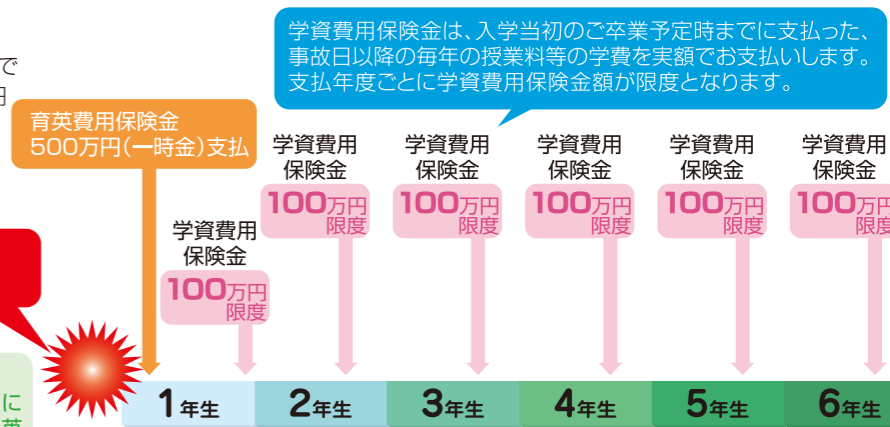 学資費用保険金は、入学当初のご卒業予定時までに支払った、
事故日以降の毎年の授業料等の学費を実額でお支払いします。
支払年度ごとに学資費用保険金額が限度となります。
で
円
育英費用保険金
500万円(一時金)支払
学資費用
保険金
100万円
限度
学資費用
保険金
100万円
限度
学資費用
保険金
100万円
限度
学資費用
保険金
100万円
限度
学資費用
保険金
100万円
限度
学資費用
保険金
100万円
限度
に
英
1年生
2年生
3年生
4年生
5年生
6年生